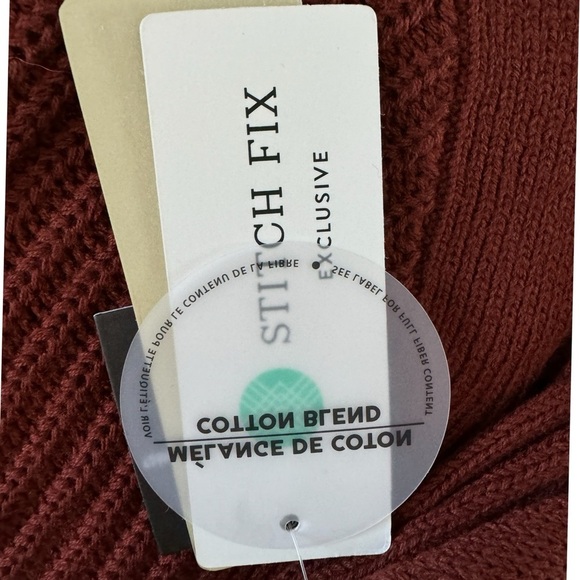 STITCH FIX
EXCLUSIVE
COTTON BLEND
MÉLANCE DE COTON
VOIR L'ÉTIQUETTE POUR LE CONTENU DE LA FIBRE
SEE LABEL FOR FULL FIBER CONTENT